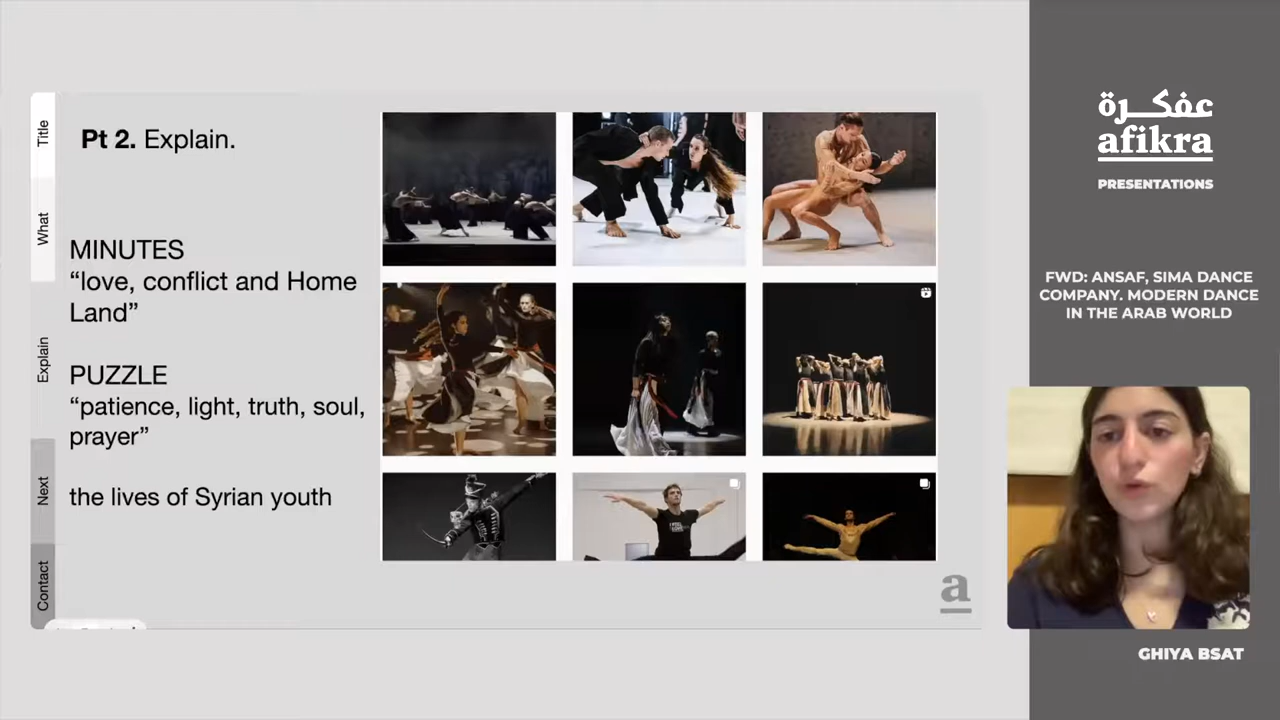 Title
What
Explain
Next
Contact
Pt 2. Explain.
MINUTES
“love, conflict and Home
Land”
PUZZLE
“patience, light, truth, soul,
prayer”
the lives of Syrian youth
a
عفكرة
afikra
PRESENTATIONS
FWD: ANSAF, SIMA DANCE
COMPANY. MODERN DANCE
IN THE ARAB WORLD
GHIYA BSAT